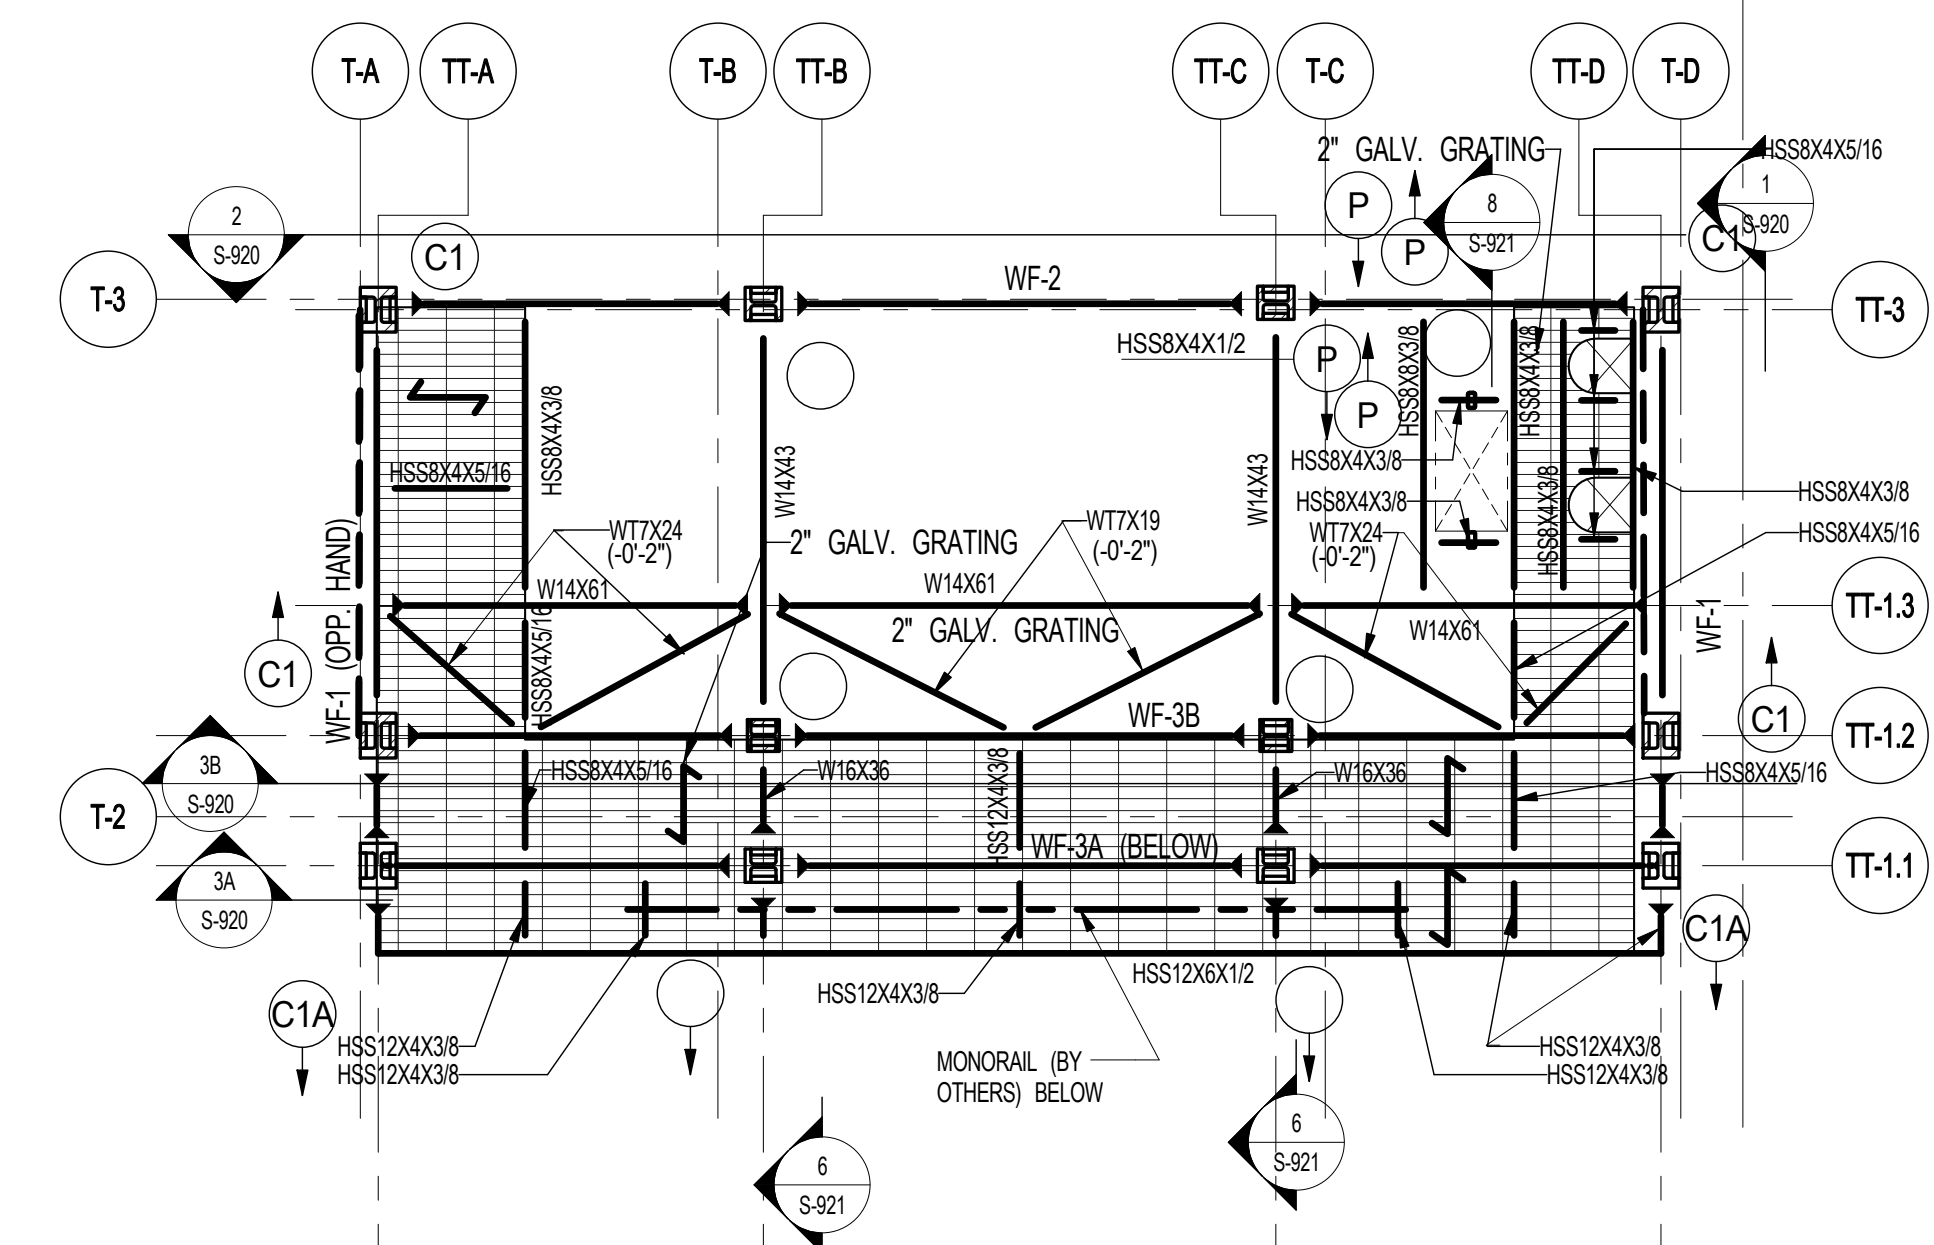 T-A
TT-A
T-B
TT-B
TT-C
T-C
TT-D
T-D
2" GALV. GRATING
HSS8X4X5/16
P
8
S-921
P
1
S-920
C1
2
S-920
C1
T-3
WF-2
TT-3
HSS8X4X1/2
P
P
HSS8X8X3/8
HSS8X4X3/8
HSS8X4X3/8
HSS8X4X5/16
W14X43
W14X43
HSS8X4X3/8
HSS8X4X3/8
HSS8X4X3/8
HSS8X4X3/8
WT7X24
(-0'-2")
2" GALV. GRATING
WT7X19
(-0'-2")
WT7X24
(-0'-2")
HSS8X4X5/16
WF-1 (OPP. HAND)
W14X61
W14X61
W14X61
TT-1.3
2" GALV. GRATING
WF-1
HSS8X4X5/16
C1
C1
WF-3B
TT-1.2
3B
S-920
HSS8X4X5/16
W16X36
HSS12X4X3/8
W16X36
HSS8X4X5/16
T-2
WF-3A (BELOW)
TT-1.1
3A
S-920
C1A
HSS12X4X3/8
HSS12X6X1/2
C1A
HSS12X4X3/8
HSS12X4X3/8
MONORAIL (BY
OTHERS) BELOW
HSS12X4X3/8
HSS12X4X3/8
6
S-921
6
S-921